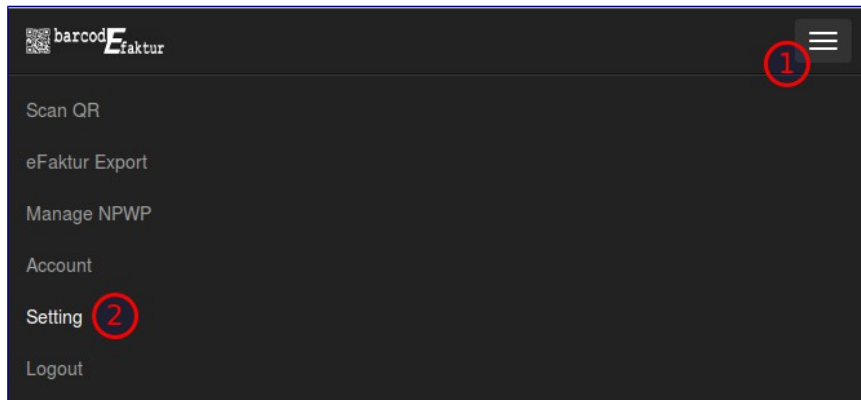 barcodEfaktur
1
Scan QR
eFaktur Export
Manage NPWP
Account
Setting 2
Logout